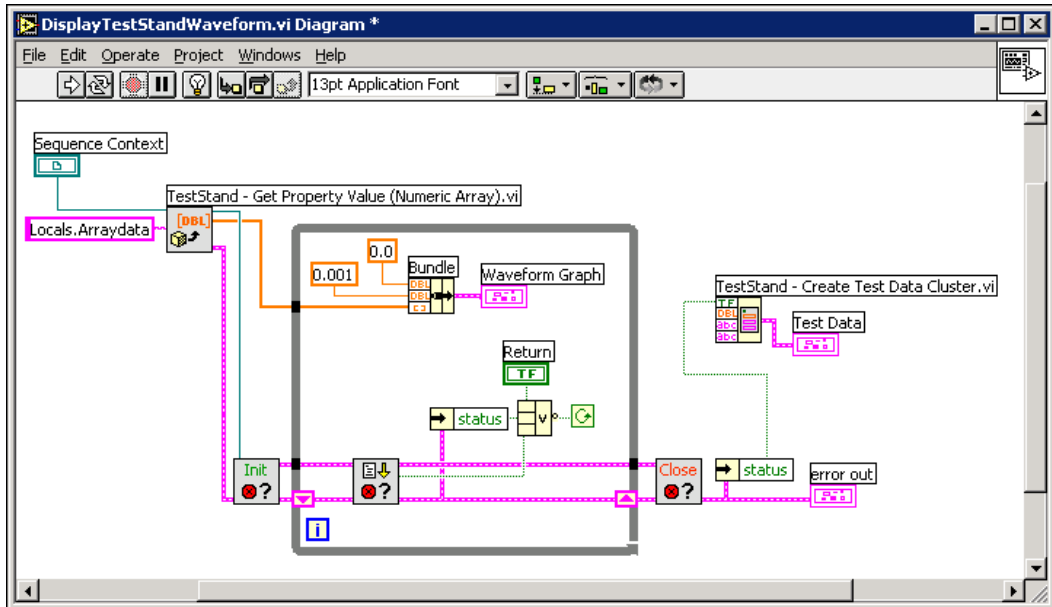 DisplayTestStandWaveform.vi Diagram *
File Edit Operate Project Windows Help
13pt Application Font
Sequence Context
TestStand - Get Property Value (Numeric Array).vi
[DBL]
Locals.Arraydata
0.0
0.001
Bundle
DBL
DBL
Waveform Graph
TestStand - Create Test Data Cluster.vi
TF
DBL
abc
abc
Test Data
Return
TF
status
v
Init
?
?
Close
?
status
error out
i